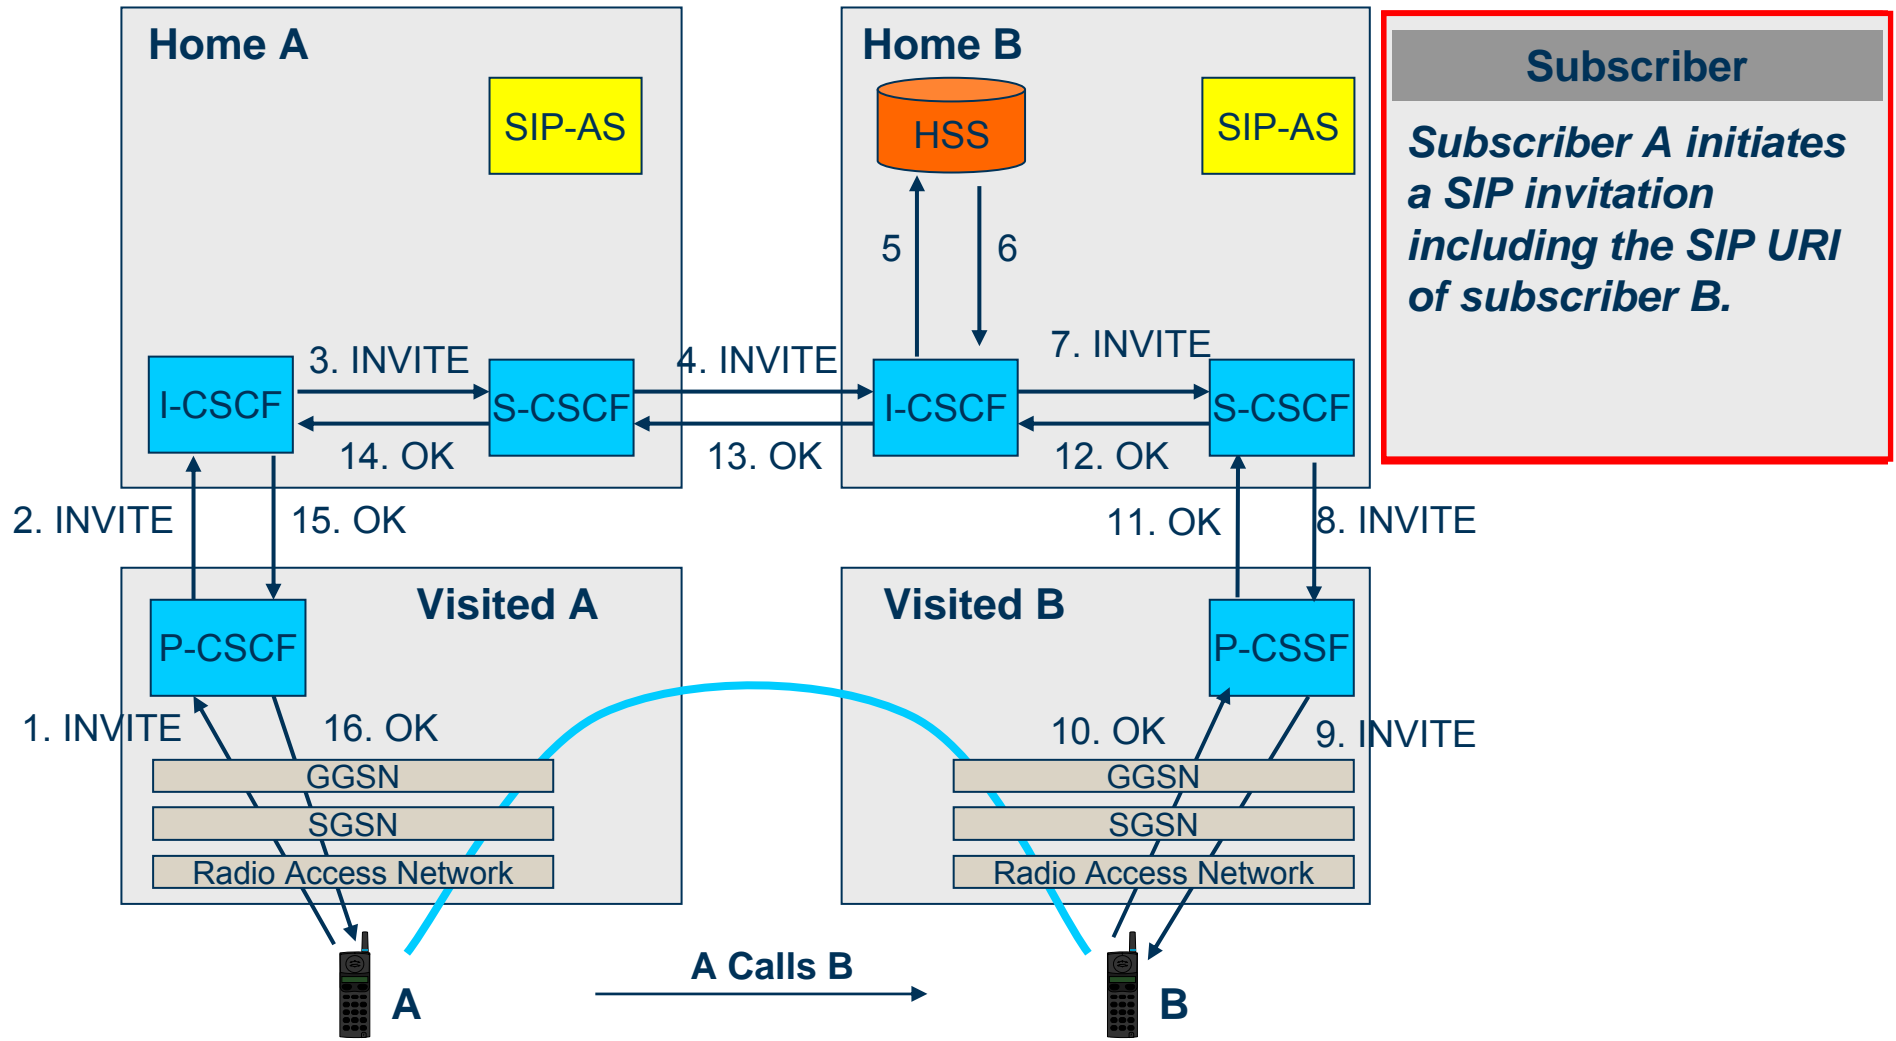 Home A
Home B
Subscriber
SIP-AS
HSS
SIP-AS
Subscriber A initiates
a SIP invitation
including the SIP URI
of subscriber B.
5
6
3. INVITE
4. INVITE
7. INVITE
I-CSCF
S-CSCF
I-CSCF
S-CSCF
14. OK
13. OK
12. OK
2. INVITE
15. OK
11. OK
8. INVITE
Visited A
Visited B
P-CSCF
P-CSSF
1. INVITE
16. OK
10. OK
9. INVITE
GGSN
GGSN
SGSN
SGSN
Radio Access Network
Radio Access Network
A Calls B
A
B